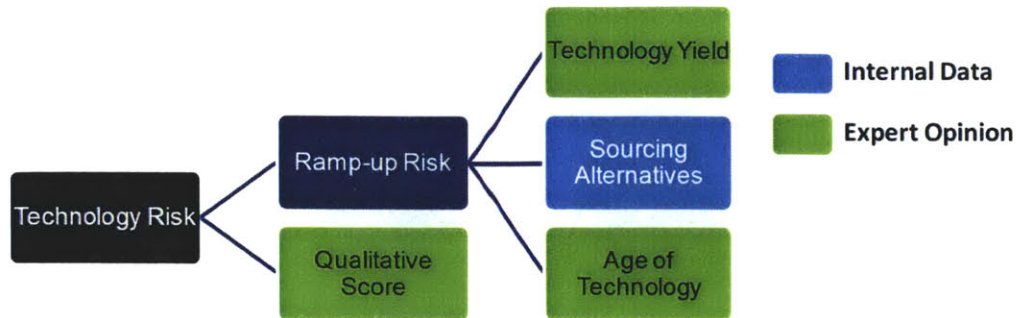 Technology Risk
Ramp-up Risk
Qualitative
Score
Technology Yield
Sourcing
Alternatives
Age of
Technology
Internal Data
Expert Opinion